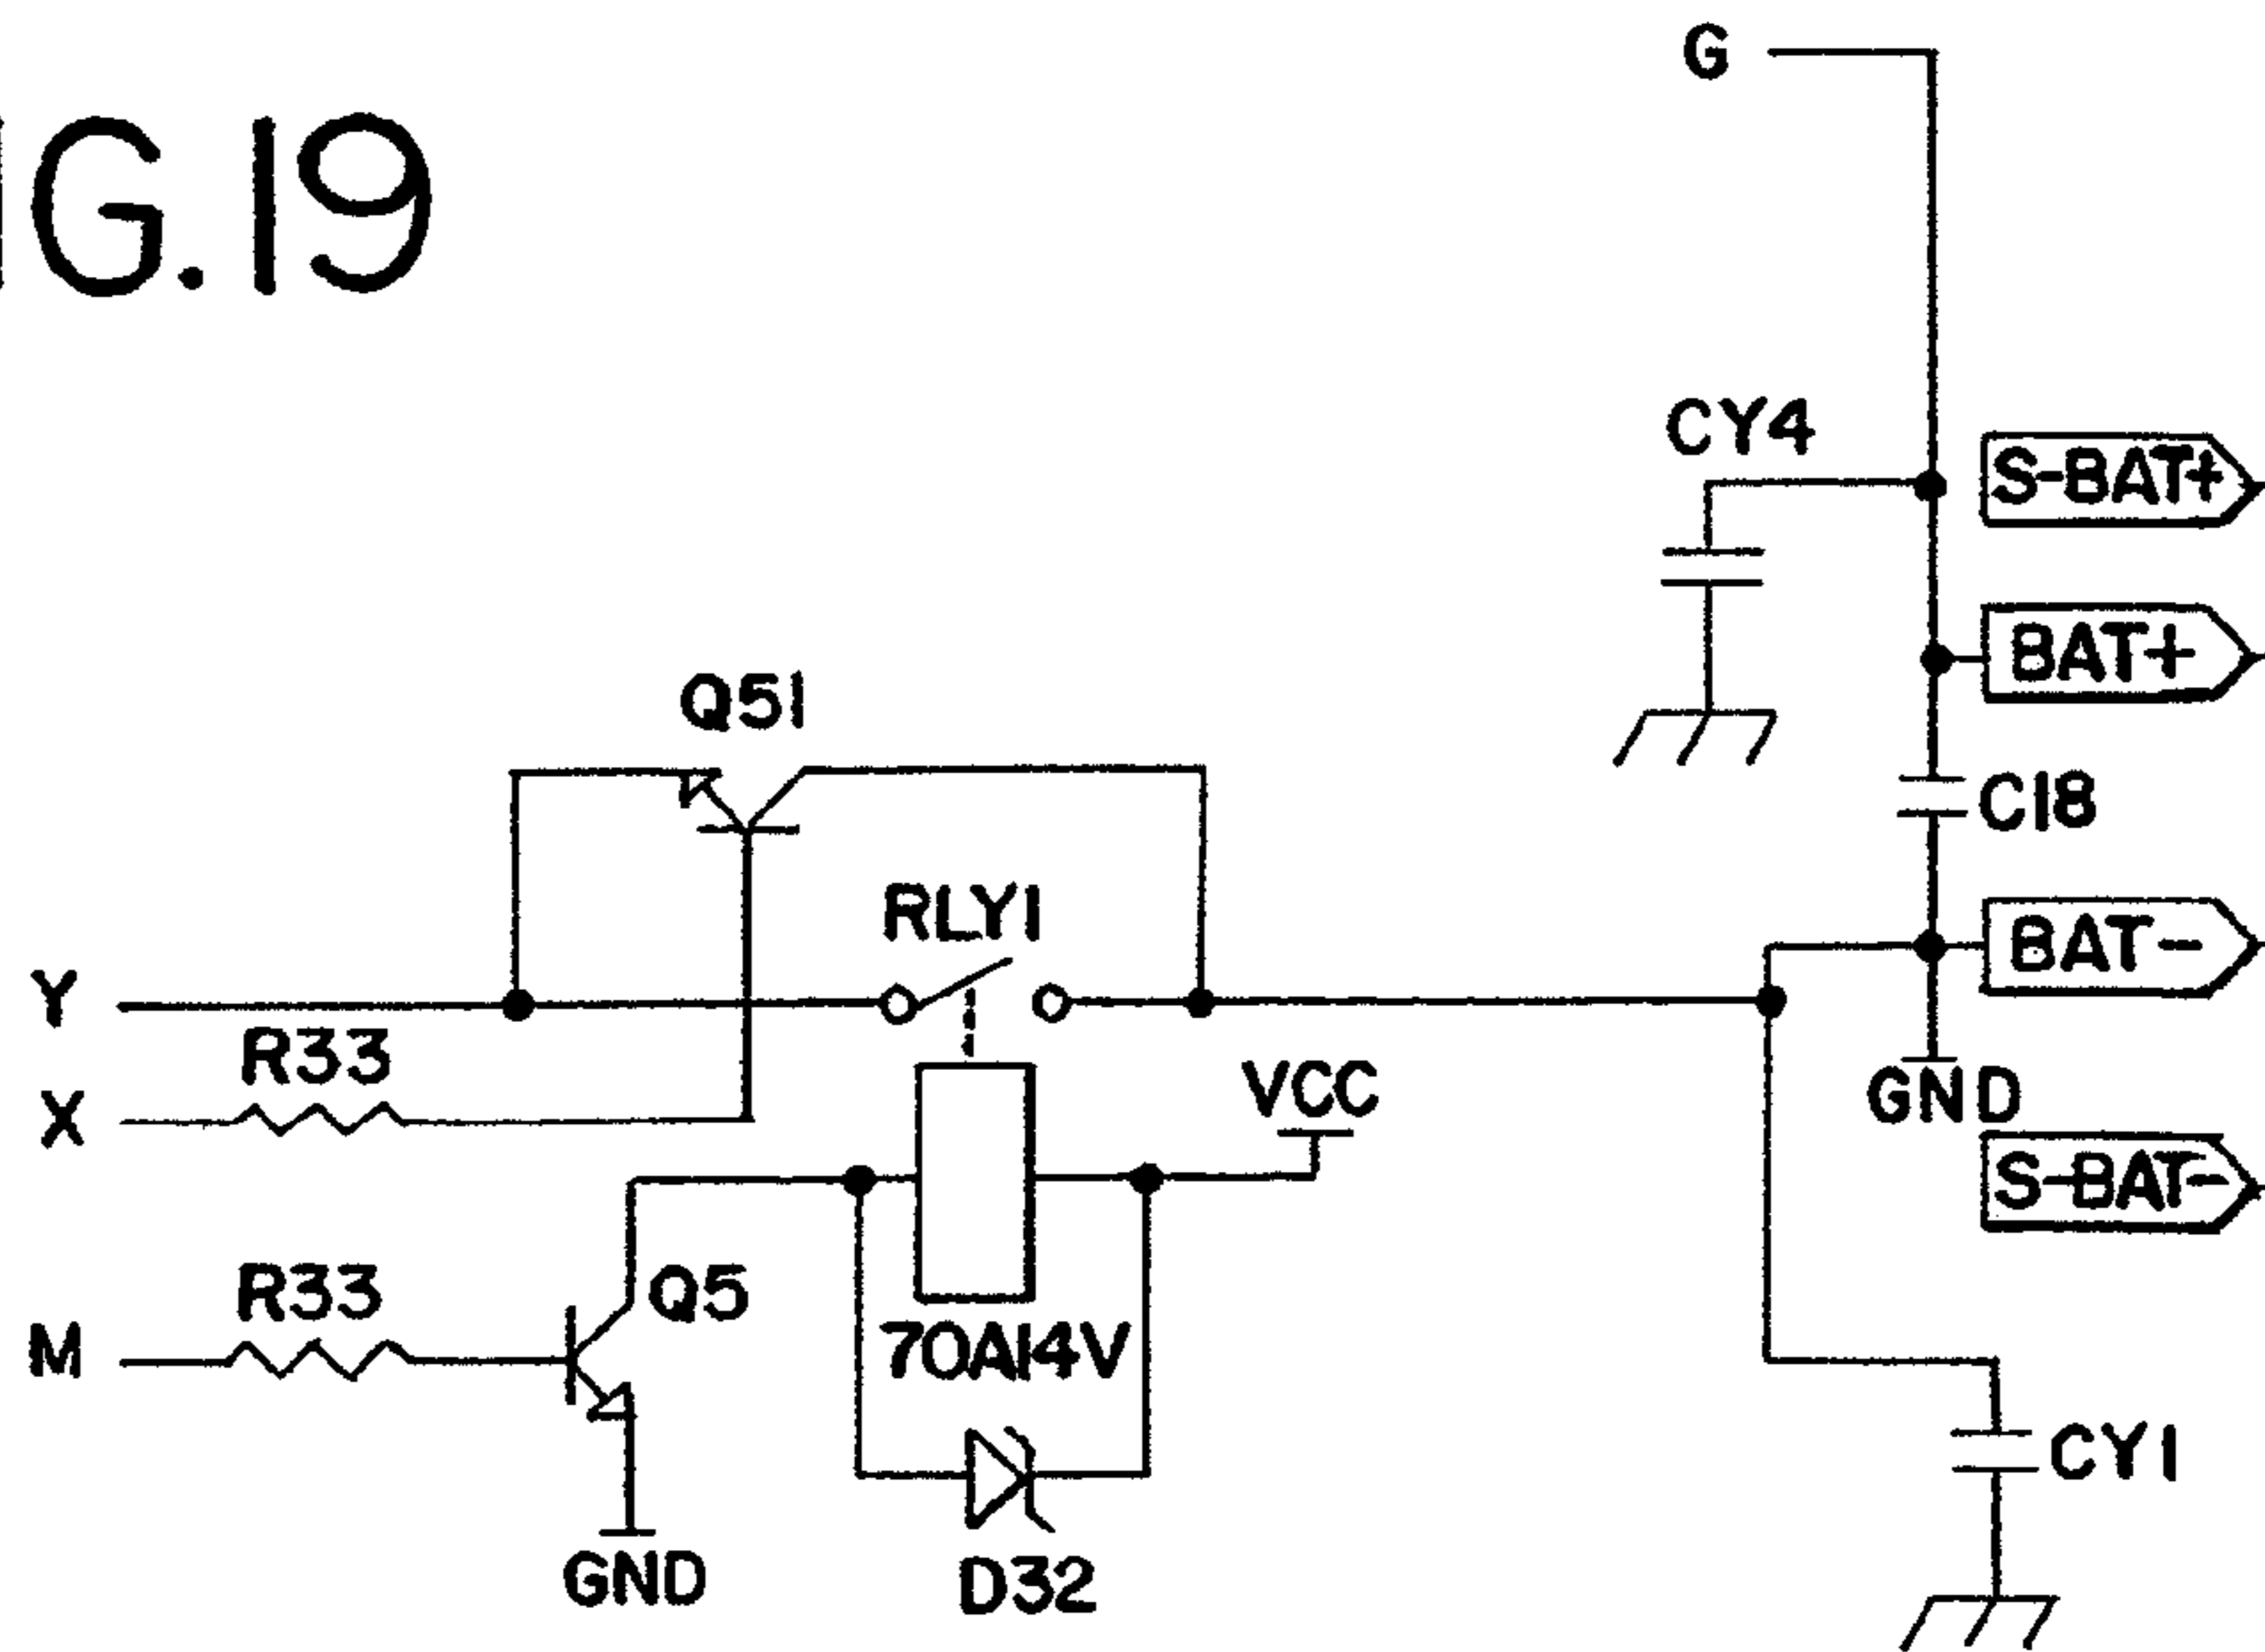 G
IG.19
CY4
S-BAT+
BAT+
Q51
C18
RLY1
BAT-
Y
R33
X
VCC
GND
S-BAT-
R33
Q5
M
70A14V
CY1
GND
D32